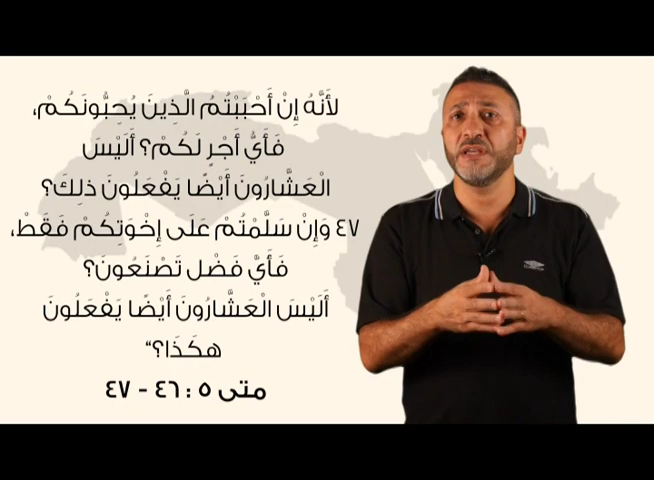 لأَنَّهُ إِنْ أَحْبَبْتُمُ الَّذِينَ يُحِبُّونَكُمْ،
فَأَيُّ أَجْرٍ لَكُمْ؟ أَلَيْسَ
الْعَشَّارُونَ أَيْضًا يَفْعَلُونَ ذلِكَ؟
٤٧ وَإِنْ سَلَّمْتُمْ عَلَى إِخْوَتِكُمْ فَقَطْ،
فَأَيَّ فَضْل تَصْنَعُونَ؟
أَلَيْسَ الْعَشَّارُونَ أَيْضًا يَفْعَلُونَ
هكَذَا؟“
متى ٥ : ٤٦ - ٤٧